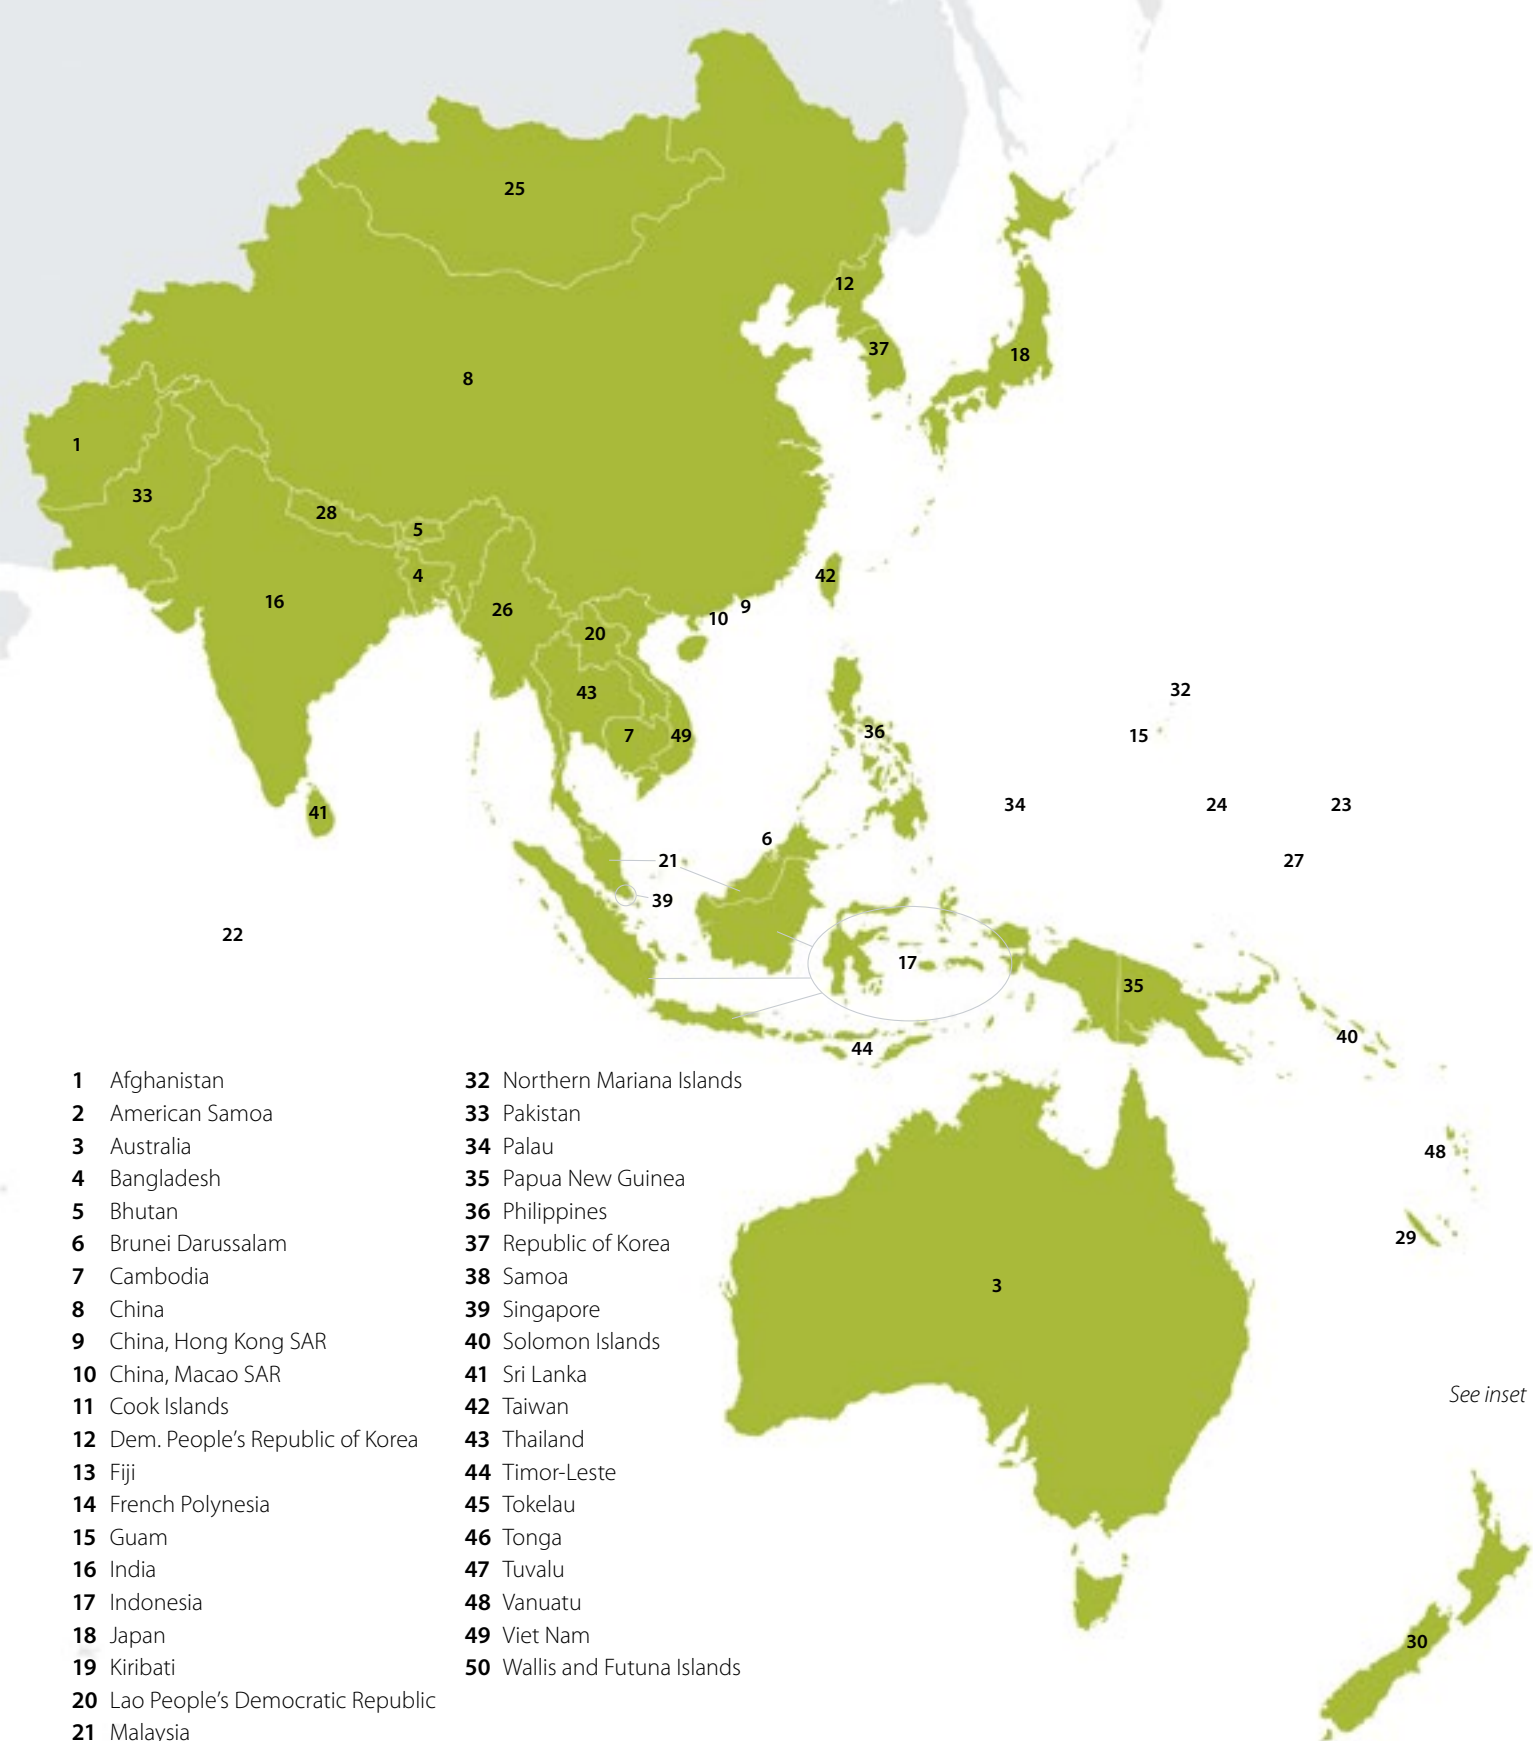 25
12
37
18
8
1
33
28
5
4
42
16
9
26
10
20
43
32
36
7
49
15
34
24
23
41
6
21
27
39
22
17
35
40
44
48
29
3
See inset
30
1 Afghanistan
2 American Samoa
3 Australia
4 Bangladesh
5 Bhutan
6 Brunei Darussalam
7 Cambodia
8 China
9 China, Hong Kong SAR
10 China, Macao SAR
11 Cook Islands
12 Dem. People’s Republic of Korea
13 Fiji
14 French Polynesia
15 Guam
16 India
17 Indonesia
18 Japan
19 Kiribati
20 Lao People’s Democratic Republic
21 Malaysia
32 Northern Mariana Islands
33 Pakistan
34 Palau
35 Papua New Guinea
36 Philippines
37 Republic of Korea
38 Samoa
39 Singapore
40 Solomon Islands
41 Sri Lanka
42 Taiwan
43 Thailand
44 Timor-Leste
45 Tokelau
46 Tonga
47 Tuvalu
48 Vanuatu
49 Viet Nam
50 Wallis and Futuna Islands